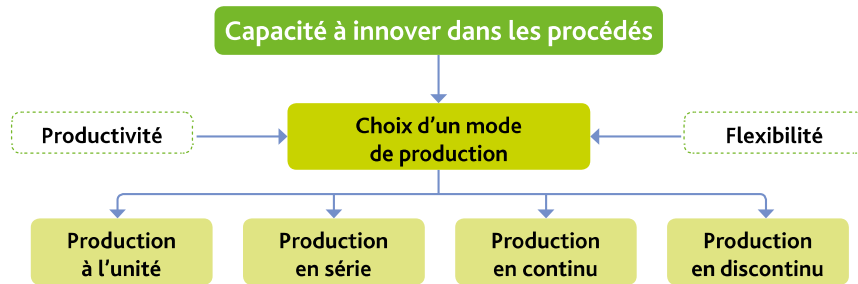 Capacité à innover dans les procédés
Productivité
Choix d'un mode
de production
Flexibilité
Production
à l'unité
Production
en série
Production
en continu
Production
en discontinu